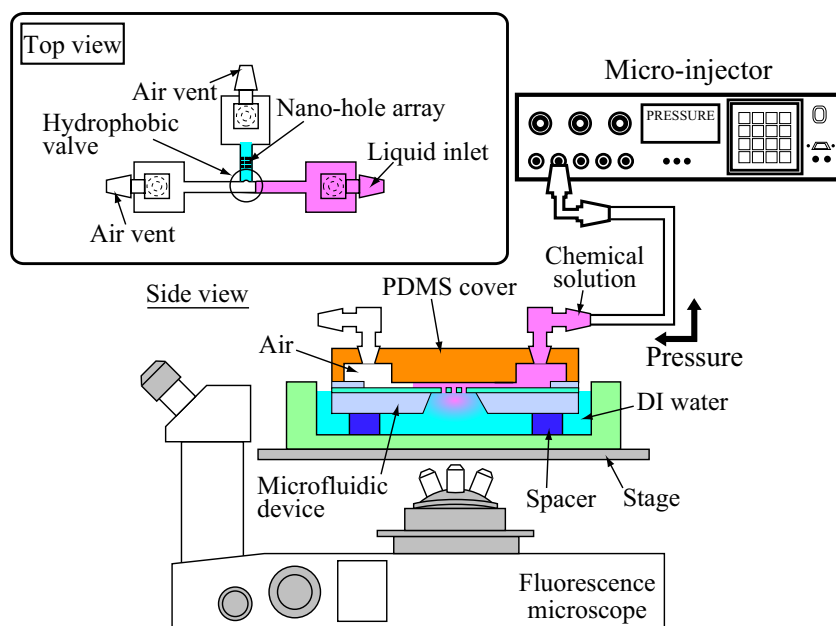 Top view
Air vent
Nano-hole array
Hydrophobic
valve
Liquid inlet
Air vent
Micro-injector
PRESSURE
Side view
PDMS cover
Chemical
solution
Air
Pressure
DI water
Microfluidic
device
Spacer
Stage
Fluorescence
microscope